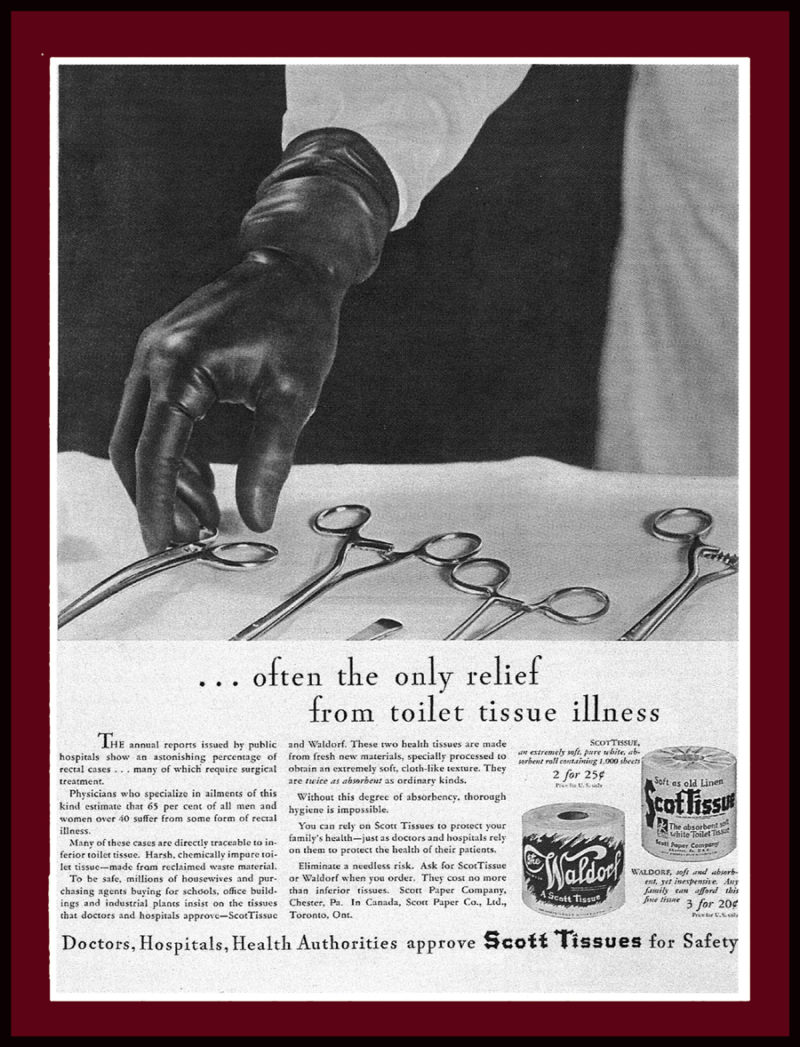 ... often the only relief
from toilet tissue illness
THE annual reports issued by public
hospitals show an astonishing percentage of
rectal cases . . . many of which require surgical
treatment.
Physicians who specialize in ailments of this
kind estimate that 65 per cent of all men and
women over 40 suffer from some form of rectal
illness.
Many of these cases are directly traceable to in-
ferior toilet tissue. Harsh, chemically impure toi-
let tissue—made from reclaimed waste material.
To be safe, millions of housewives and pur-
chasing agents buying for schools, office build-
ings and industrial plants insist on the tissues
that doctors and hospitals approve—ScotTissue
and Waldorf. These two health tissues are made
from fresh new materials, specially processed to
obtain an extremely soft, cloth-like texture. They
are twice as absorbent as ordinary kinds.
Without this degree of absorbency, thorough
hygiene is impossible.
You can rely on Scott Tissues to protect your
family's health—just as doctors and hospitals rely
on them to protect the health of their patients.
Eliminate a needless risk. Ask for ScotTissue
or Waldorf when you order. They cost no more
than inferior tissues. Scott Paper Company,
Chester, Pa. In Canada, Scott Paper Co., Ltd.,
Toronto, Ont.
SCOTTISSUE,
an extremely soft, pure white, ab-
sorbent roll containing 1,000 sheets
2 for 25¢
Price for U. S. only
Soft as old Linen
ScotTissue
The absorbent soft
white Toilet Tissue
Scott Paper Company
Chester, Pa., U.S.A.
The
Waldorf
A Scott Tissue
WALDORF, soft and absorb-
ent, yet inexpensive. Any
family can afford this
fine tissue 3 for 20¢
Price for U. S. only
Doctors, Hospitals, Health Authorities approve Scott Tissues for Safety